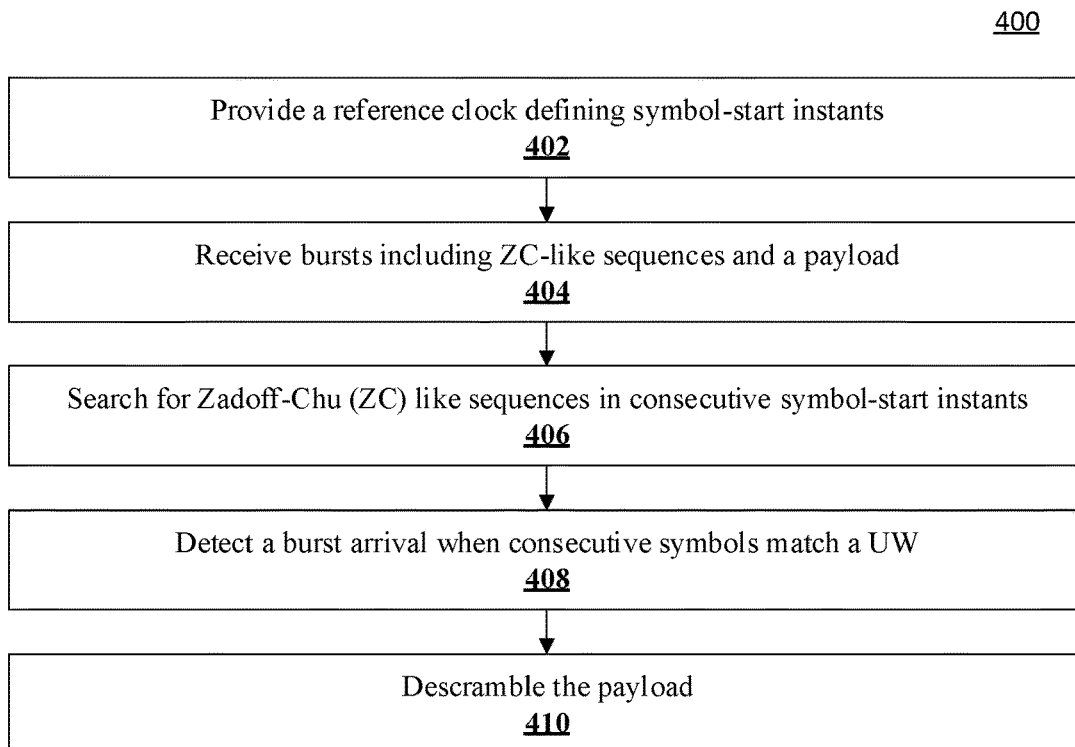 400
Provide a reference clock defining symbol-start instants
402
Receive bursts including ZC-like sequences and a payload
404
Search for Zadoff-Chu (ZC) like sequences in consecutive symbol-start instants
406
Detect a burst arrival when consecutive symbols match a UW
408
Descramble the payload
410